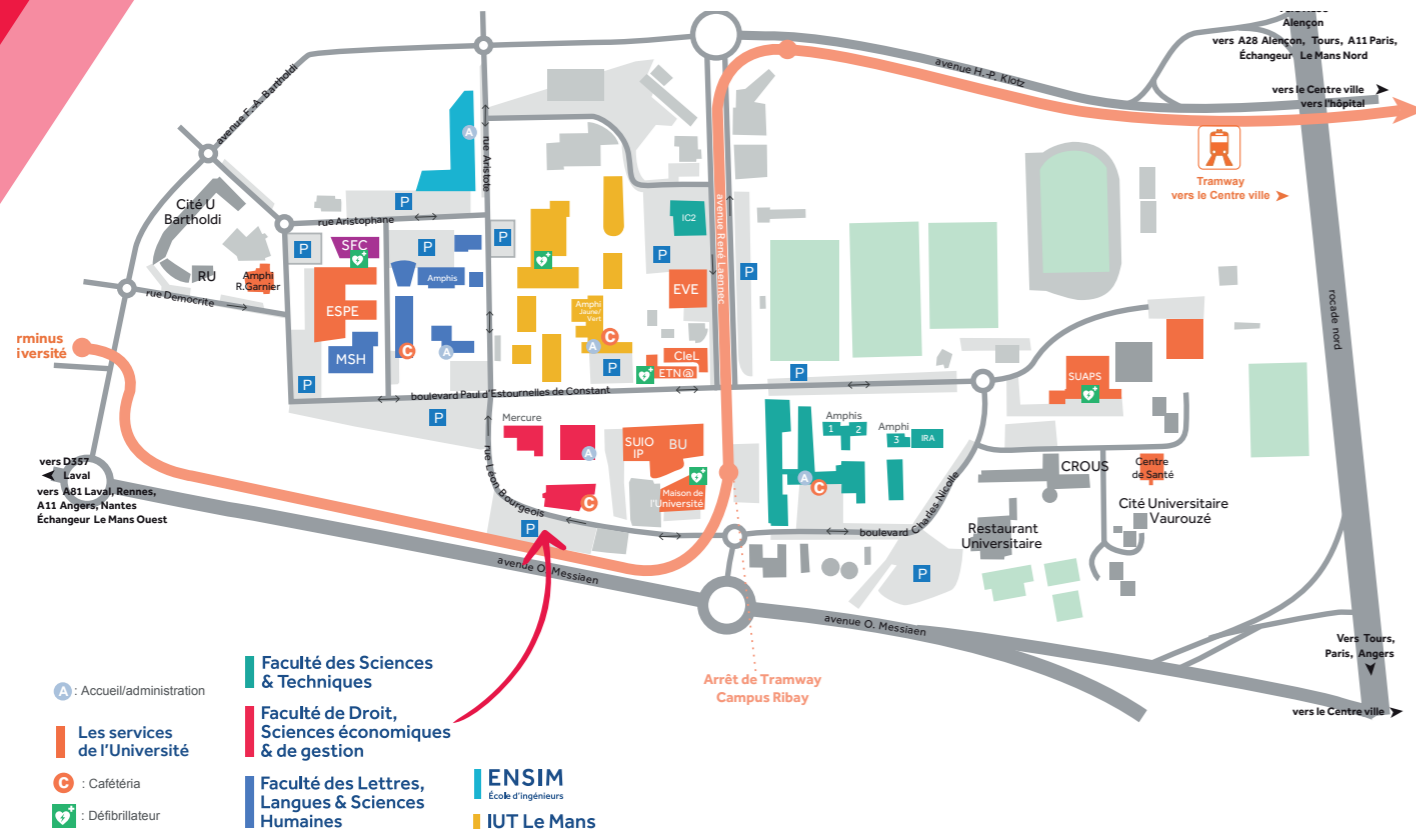 Alençon
vers A28 Alençon, Tours, A11 Paris,
Échangeur Le Mans Nord
avenue H.-P. Klotz
vers le Centre ville
vers l'hôpital
Tramway
vers le Centre ville
avenue F.-A. Bartholdi
rue Aristote
A
Cité U
Bartholdi
P
rue Aristophane
SFC
P
P
P
IC2
P
P
avenue René Laennec
RU
Amphi
R.Garnier
rue Democrite
ESPE
Amphis
EVE
rocade nord
Amphi
Jaune/
Vert
C
A
rminus
iversité
MSH
C
A
P
P
CleL
ETN@
P
SUAPS
boulevard Paul d'Estournelles de Constant
P
Mercure
A
SUIO
IP
BU
Maison de
l'Université
Amphis
1
2
Amphi
3
IRA
A
C
CROUS
Centre
de Santé
Cité Universitaire
Vaurouzé
vers D357
Laval
vers A81 Laval, Rennes,
A11 Angers, Nantes
Échangeur Le Mans Ouest
rue Léon Bourgeois
C
P
boulevard Charles Nicolle
Restaurant
Universitaire
P
avenue O. Messiaen
avenue O. Messiaen
Vers Tours,
Paris, Angers
vers le Centre ville
Arrêt de Tramway
Campus Ribay
A : Accueil/administration
Les services
de l'Université
C : Cafétéria
: Défibrillateur
Faculté des Sciences
& Techniques
Faculté de Droit,
Sciences économiques
& de gestion
Faculté des Lettres,
Langues & Sciences
Humaines
ENSIM
École d'ingénieurs
IUT Le Mans